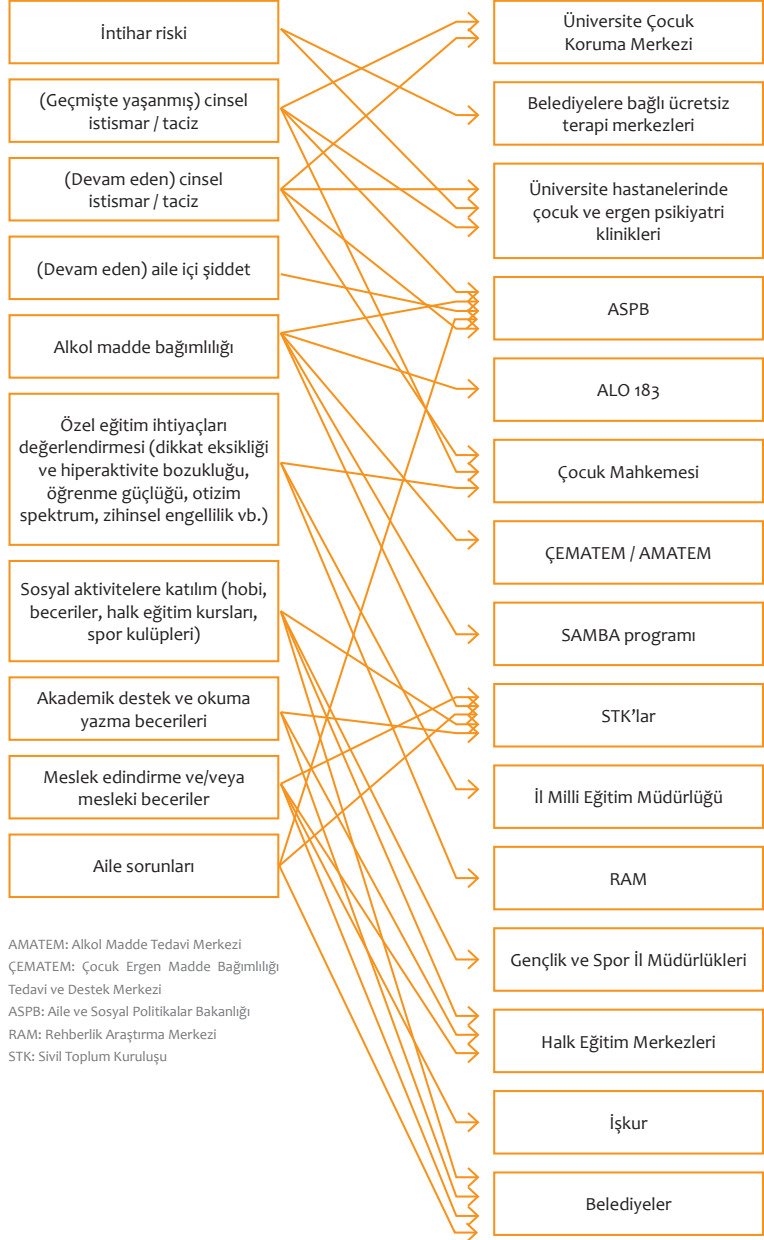 İntihar riski
(Geçmişte yaşanmış) cinsel
istismar / taciz
(Devam eden) cinsel
istismar / taciz
(Devam eden) aile içi şiddet
Alkol madde bağımlılığı
Özel eğitim ihtiyaçları
değerlendirmesi (dikkat eksikliği
ve hiperaktivite bozukluğu,
öğrenme güçlüğü, otizim
spektrum, zihinsel engellilik vb.)
Sosyal aktivitelere katılım (hobi,
beceriler, halk eğitim kursları,
spor kulüpleri)
Akademik destek ve okuma
yazma becerileri
Meslek edindirme ve/veya
mesleki beceriler
Aile sorunları
AMATEM: Alkol Madde Tedavi Merkezi
ÇEMATEM: Çocuk Ergen Madde Bağımlılığı
Tedavi ve Destek Merkezi
ASPB: Aile ve Sosyal Politikalar Bakanlığı
RAM: Rehberlik Araştırma Merkezi
STK: Sivil Toplum Kuruluşu
Üniversite Çocuk
Koruma Merkezi
Belediyelere bağlı ücretsiz
terapi merkezleri
Üniversite hastanelerinde
çocuk ve ergen psikiyatri
klinikleri
ASPB
ALO 183
Çocuk Mahkemesi
ÇEMATEM / AMATEM
SAMBA programı
STK’lar
İl Milli Eğitim Müdürlüğü
RAM
Gençlik ve Spor İl Müdürlükleri
Halk Eğitim Merkezleri
İşkur
Belediyeler